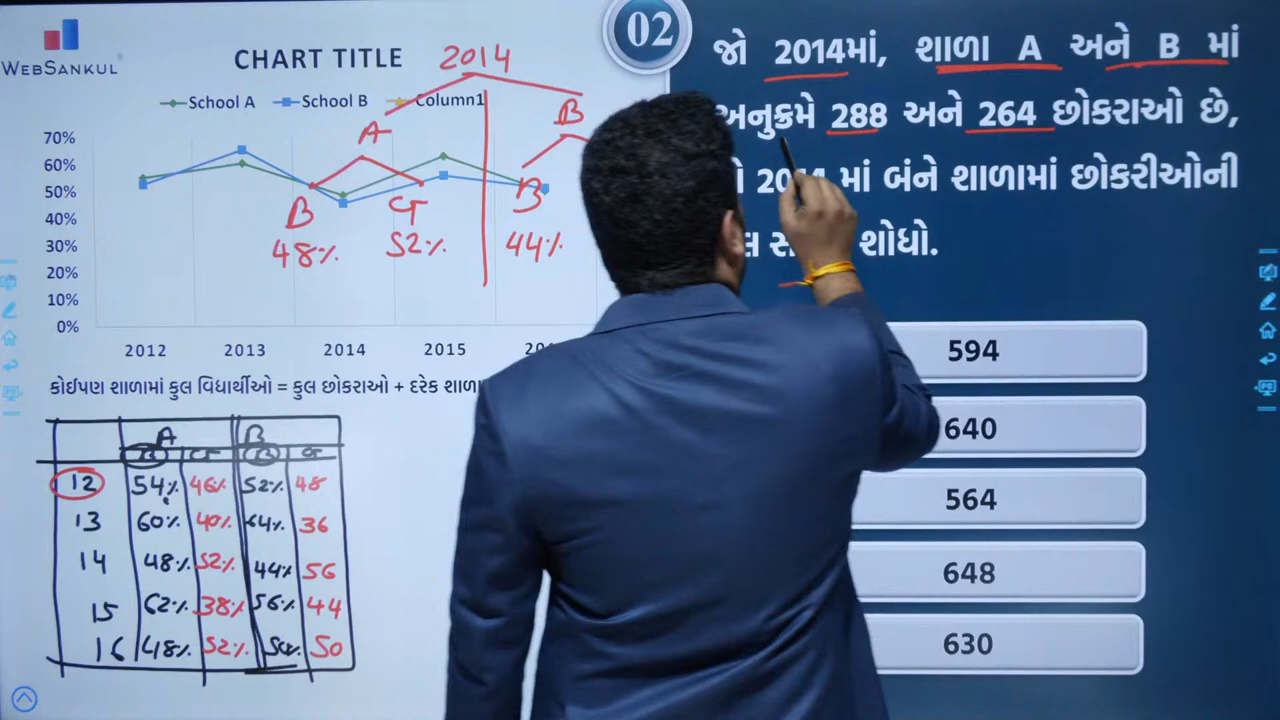 WEBSANKUL
CHART TITLE
School A School B Column1
70%
60%
50%
40%
30%
20%
10%
0%
2012 2013 2014 2015
કોઈપણ શાળામાં કુલ વિદ્યાર્થીઓ = કુલ છોકરાઓ + દરેક
2014
A B
B G B
48% 52% 44%
A B
B G B G
12 54% 46% 52% 48
13 60% 40% 64% 36
14 48% 52% 44% 56
15 62% 38% 56% 44
16 48% 52% 50% 50
02
જો 2014માં, શાળા A અને B માં
અનુક્રમે 288 અને 264 છોકરાઓ છે,
માં બંને શાળામાં છોકરીઓની
શોધો.
594
640
564
648
630